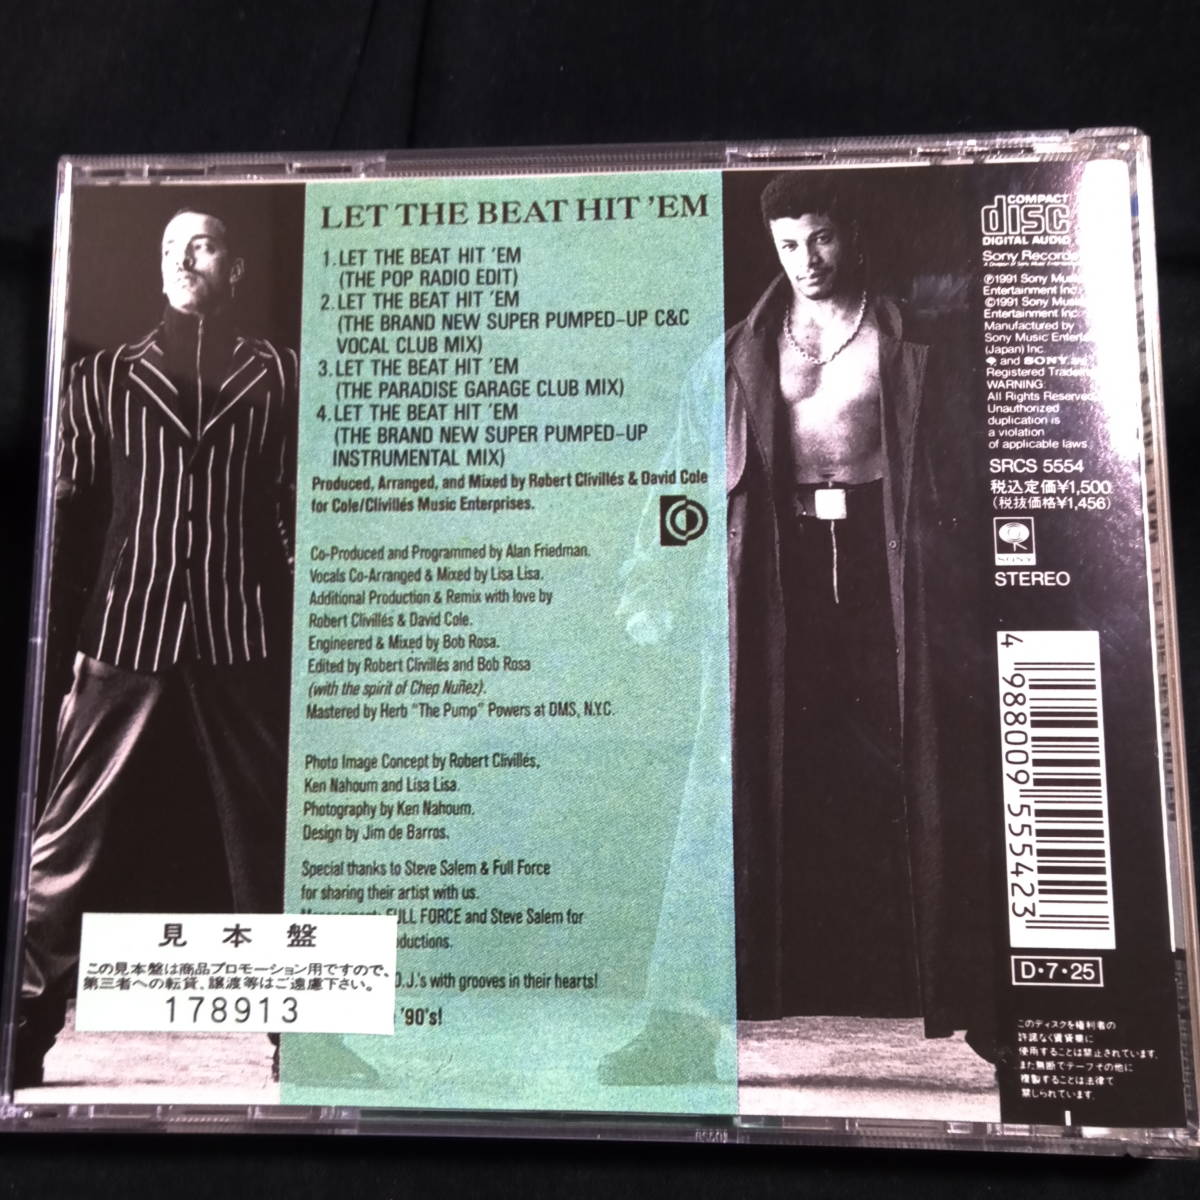 LET THE BEAT HIT 'EM
1. LET THE BEAT HIT 'EM
(THE POP RADIO EDIT)
2. LET THE BEAT HIT 'EM
(THE BRAND NEW SUPER PUMPED-UP C&C
VOCAL CLUB MIX)
3. LET THE BEAT HIT 'EM
(THE PARADISE GARAGE CLUB MIX)
4. LET THE BEAT HIT 'EM
(THE BRAND NEW SUPER PUMPED-UP
INSTRUMENTAL MIX)
Produced, Arranged, and Mixed by Robert Clivillés & David Cole
for Cole/Clivillés Music Enterprises.
Co-Produced and Programmed by Alan Friedman.
Vocals Co-Arranged & Mixed by Lisa Lisa.
Additional Production & Remix with love by
Robert Clivillés & David Cole.
Engineered & Mixed by Bob Rosa.
Edited by Robert Clivillés and Bob Rosa
(with the spirit of Chep Nuñez).
Mastered by Herb "The Pump" Powers at DMS, N.Y.C.
Photo Image Concept by Robert Clivillés,
Ken Nahoum and Lisa Lisa.
Photography by Ken Nahoum.
Design by Jim de Barros.
Special thanks to Steve Salem & Full Force
for sharing their artist with us.
FULL FORCE and Steve Salem for
D.J.'s with grooves in their hearts!
'90's!
見本盤
この見本盤は商品プロモーション用ですので、
第三者への転貸、譲渡等はご遠慮下さい。
178913
COMPACT
disc
DIGITAL AUDIO
Sony Records
A Division of Sony Music Entertainment
℗1991 Sony Music
Entertainment Inc.
©1991 Sony Music
Entertainment Inc.
Manufactured by
Sony Music Enterta
(Japan) Inc.
and SONY are
Registered Tradem
WARNING:
All Rights Reserved.
Unauthorized
duplication is
a violation
of applicable laws.
SRCS 5554
税込定価¥1,500
(税抜価格¥1,456)
SONY
STEREO
4 988009 555423
D・7・25
このディスクを権利者の
許諾なく賃貸業に
使用することは禁止されています。
また無断でテープその他に
複製することは法律で
禁じられています。